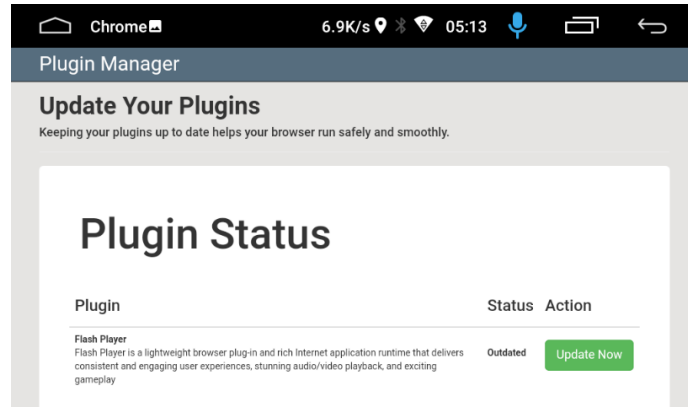 Chrome
6.9K/s 05:13
Plugin Manager
Update Your Plugins
Keeping your plugins up to date helps your browser run safely and smoothly.
Plugin Status
Plugin Status Action
Flash Player
Flash Player is a lightweight browser plug-in and rich Internet application runtime that delivers
consistent and engaging user experiences, stunning audio/video playback, and exciting
gameplay
Outdated
Update Now